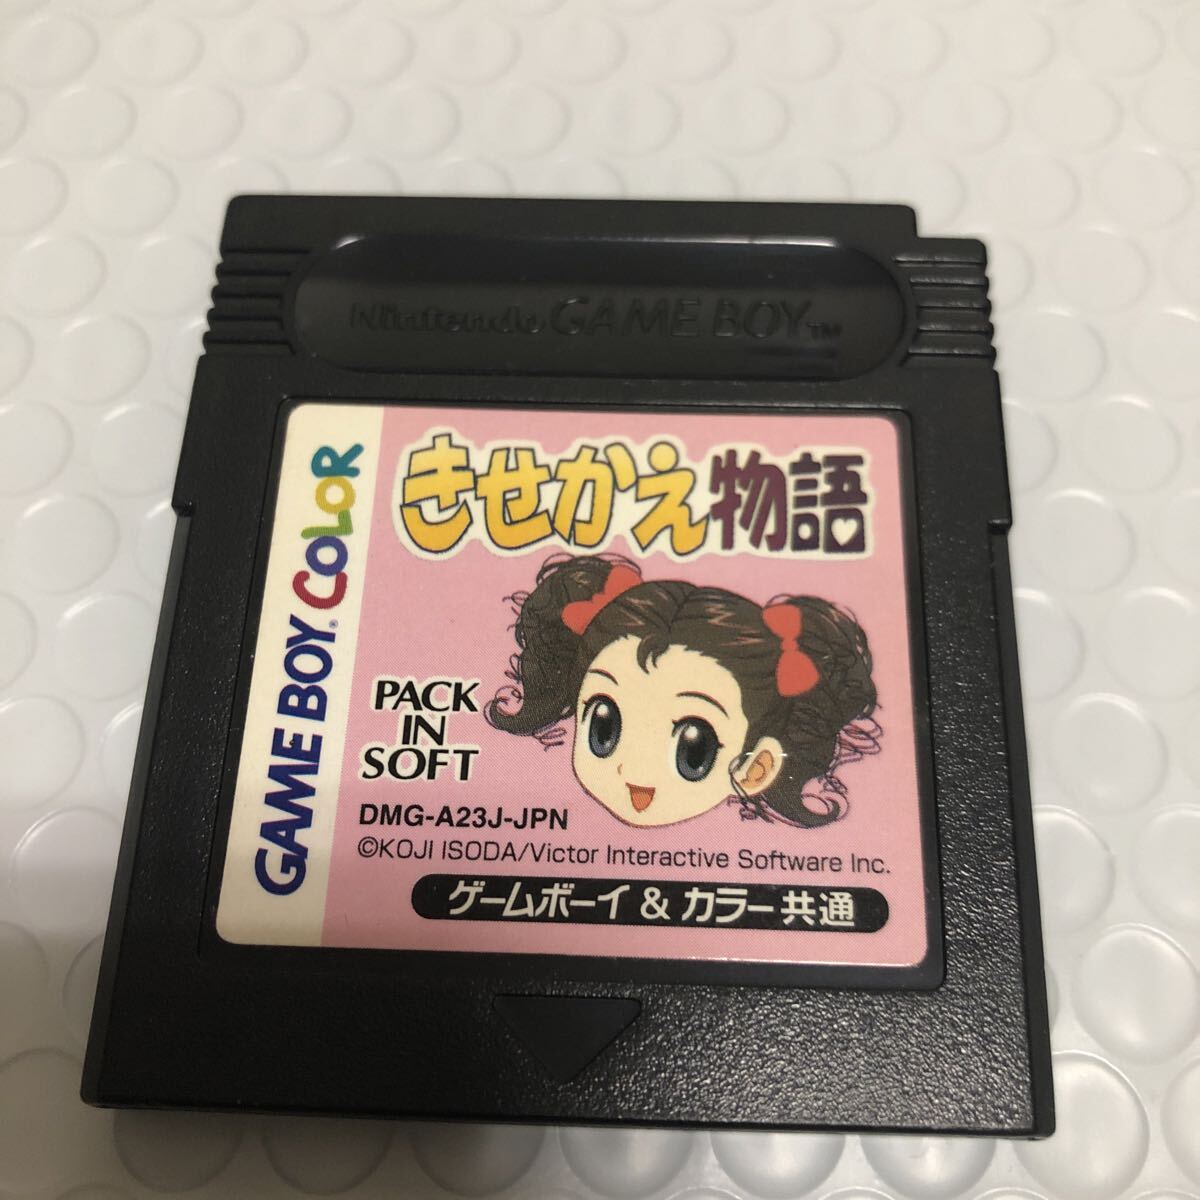 Nintendo GAME BOY™
GAME BOY® COLOR
きせかえ物語
PACK
IN
SOFT
DMG-A23J-JPN
©KOJI ISODA/Victor Interactive Software Inc.
ゲームボーイ & カラー共通